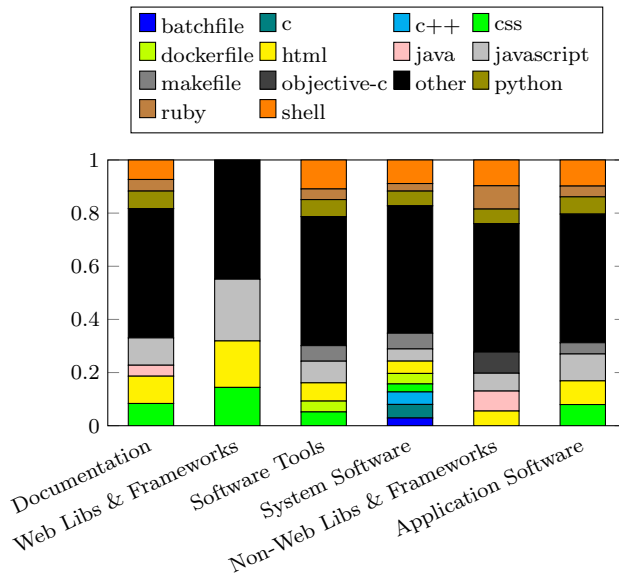 batchfile c c++ css
dockerfile html java javascript
makefile objective-c other python
ruby shell
1
0.8
0.6
0.4
0.2
0
Documentation
Web Libs & Frameworks
Software Tools
System Software
Non-Web Libs & Frameworks
Application Software